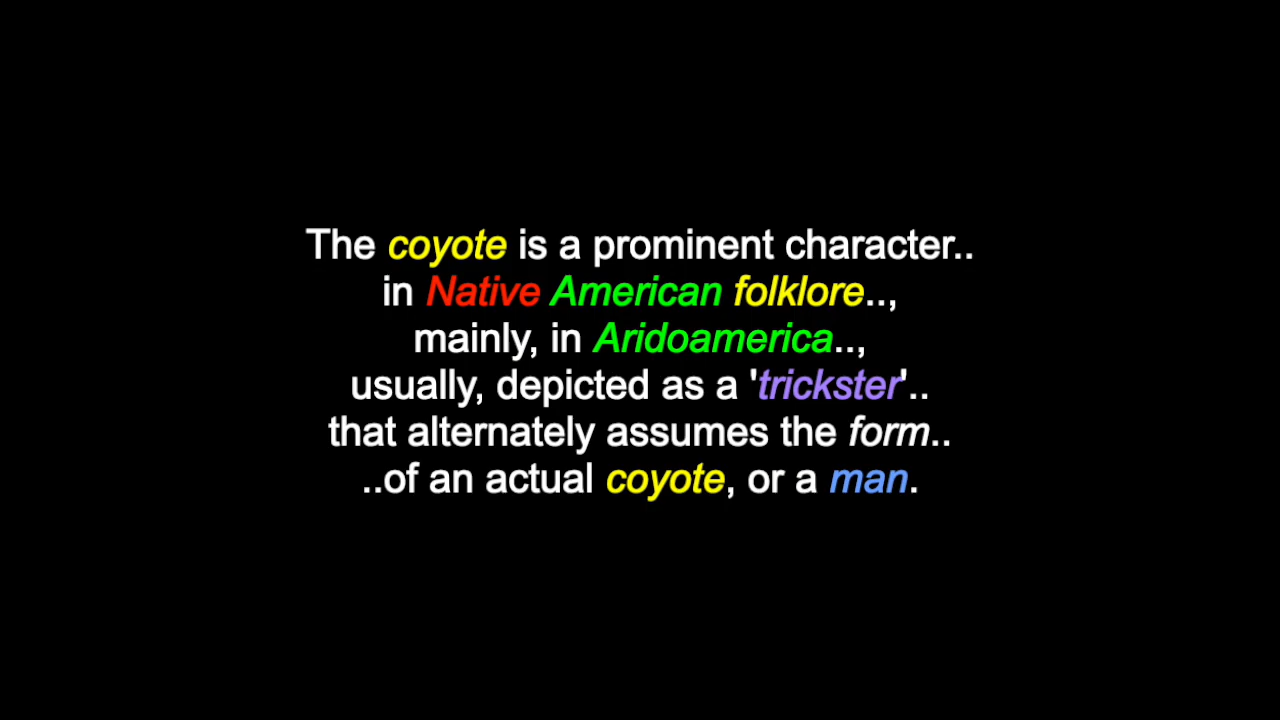 The coyote is a prominent character..
in Native American folklore..,
mainly, in Aridoamerica..,
usually, depicted as a 'trickster'..
that alternately assumes the form..
..of an actual coyote, or a man.